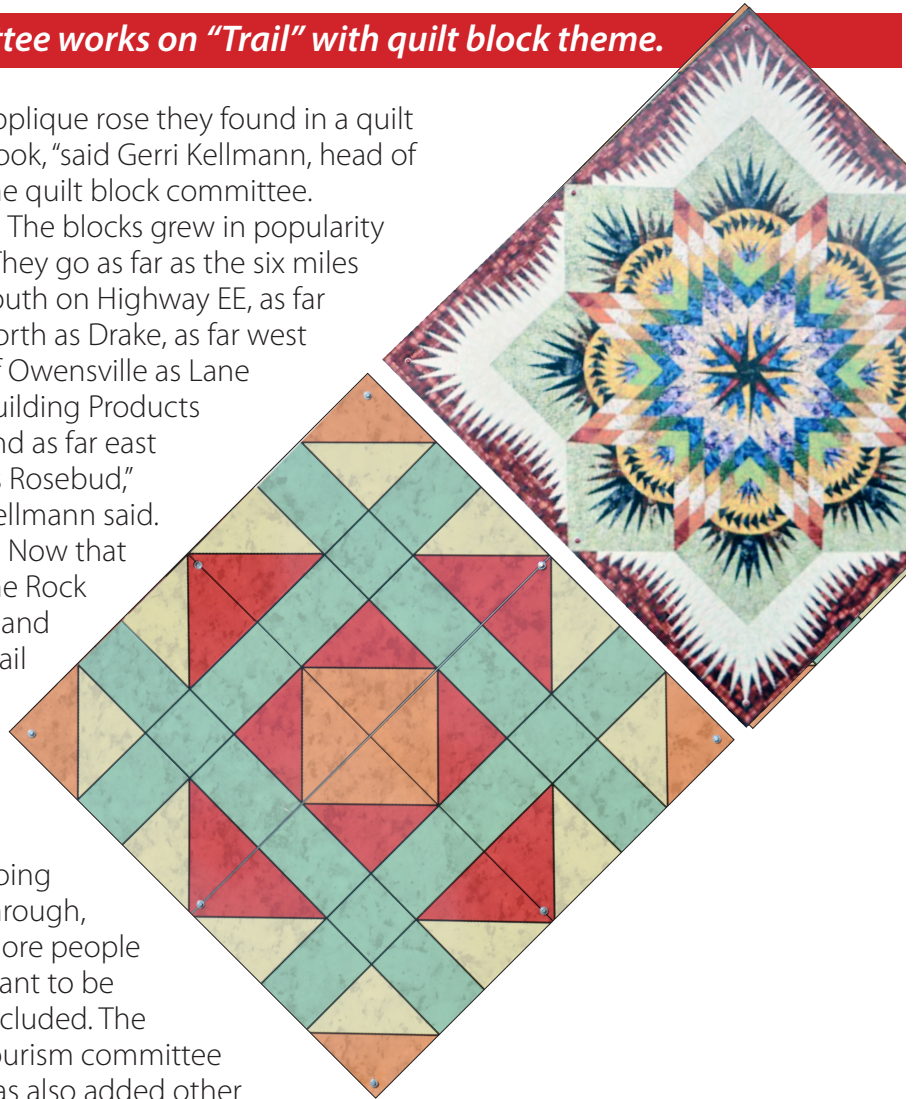 ttee works on “Trail” with quilt block theme.
pplique rose they found in a quilt
ook, “said Gerri Kellmann, head of
he quilt block committee.
The blocks grew in popularity
They go as far as the six miles
outh on Highway EE, as far
orth as Drake, as far west
f Owensville as Lane
uilding Products
nd as far east
s Rosebud,”
ellmann said.
Now that
he Rock
land
ail
oing
hrough,
ore people
ant to be
cluded. The
ourism committee
as also added other